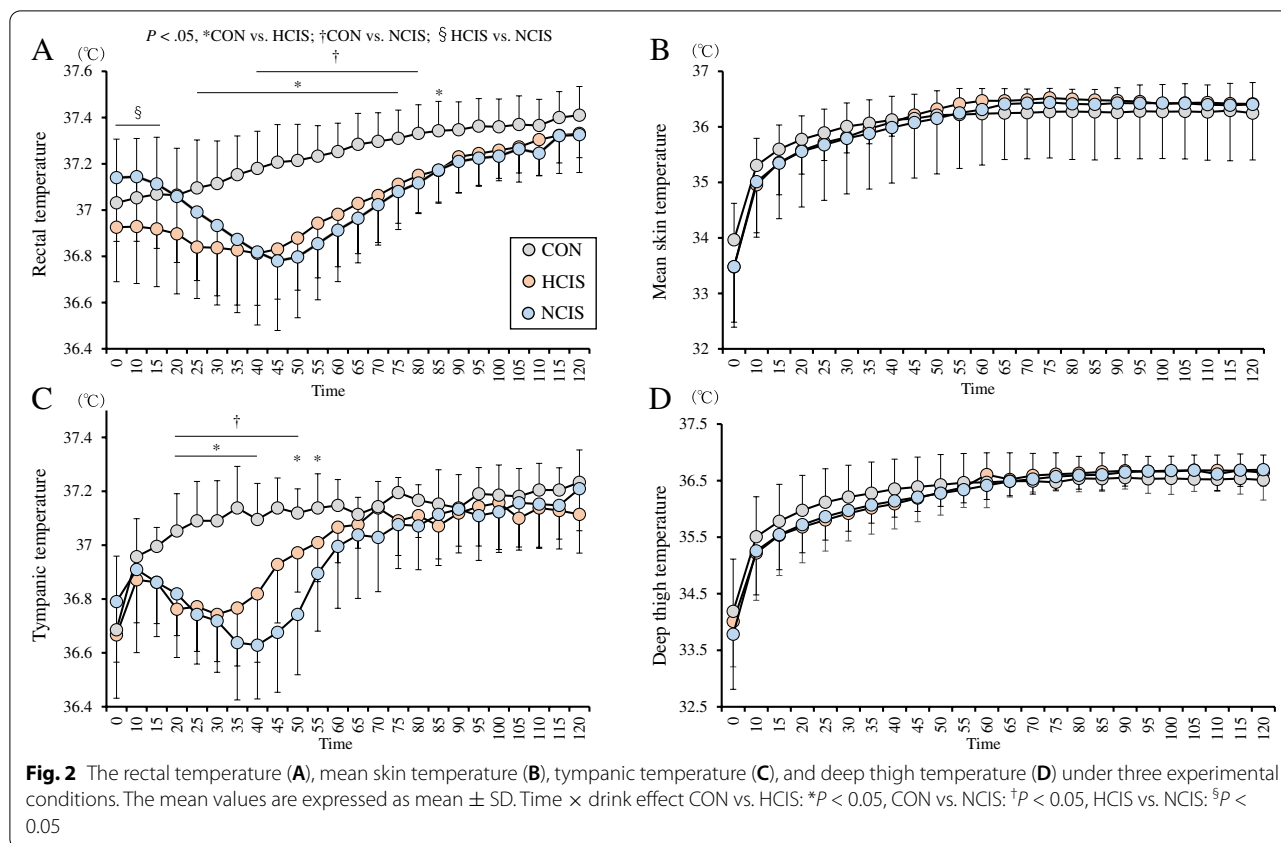 P < .05, *CON vs. HCIS; †CON vs. NCIS; § HCIS vs. NCIS
A
(℃)
37.6
37.4
37.2
37
36.8
36.6
36.4
Rectal temperature
§
*
†
*
CON
HCIS
NCIS
0 10 15 20 25 30 35 40 45 50 55 60 65 70 75 80 85 90 95 100 105 110 115 120
Time
B
(℃)
37
36
35
34
33
32
Mean skin temperature
0 10 15 20 25 30 35 40 45 50 55 60 65 70 75 80 85 90 95 100 105 110 115 120
Time
C
(℃)
37.4
37.2
37
36.8
36.6
36.4
Tympanic temperature
†
*
* *
0 10 15 20 25 30 35 40 45 50 55 60 65 70 75 80 85 90 95 100 105 110 115 120
Time
D
(℃)
37.5
36.5
35.5
34.5
33.5
32.5
Deep thigh temperature
0 10 15 20 25 30 35 40 45 50 55 60 65 70 75 80 85 90 95 100 105 110 115 120
Time
Fig. 2 The rectal temperature (A), mean skin temperature (B), tympanic temperature (C), and deep thigh temperature (D) under three experimental
conditions. The mean values are expressed as mean ± SD. Time × drink effect CON vs. HCIS: *P < 0.05, CON vs. NCIS: †P < 0.05, HCIS vs. NCIS: §P <
0.05